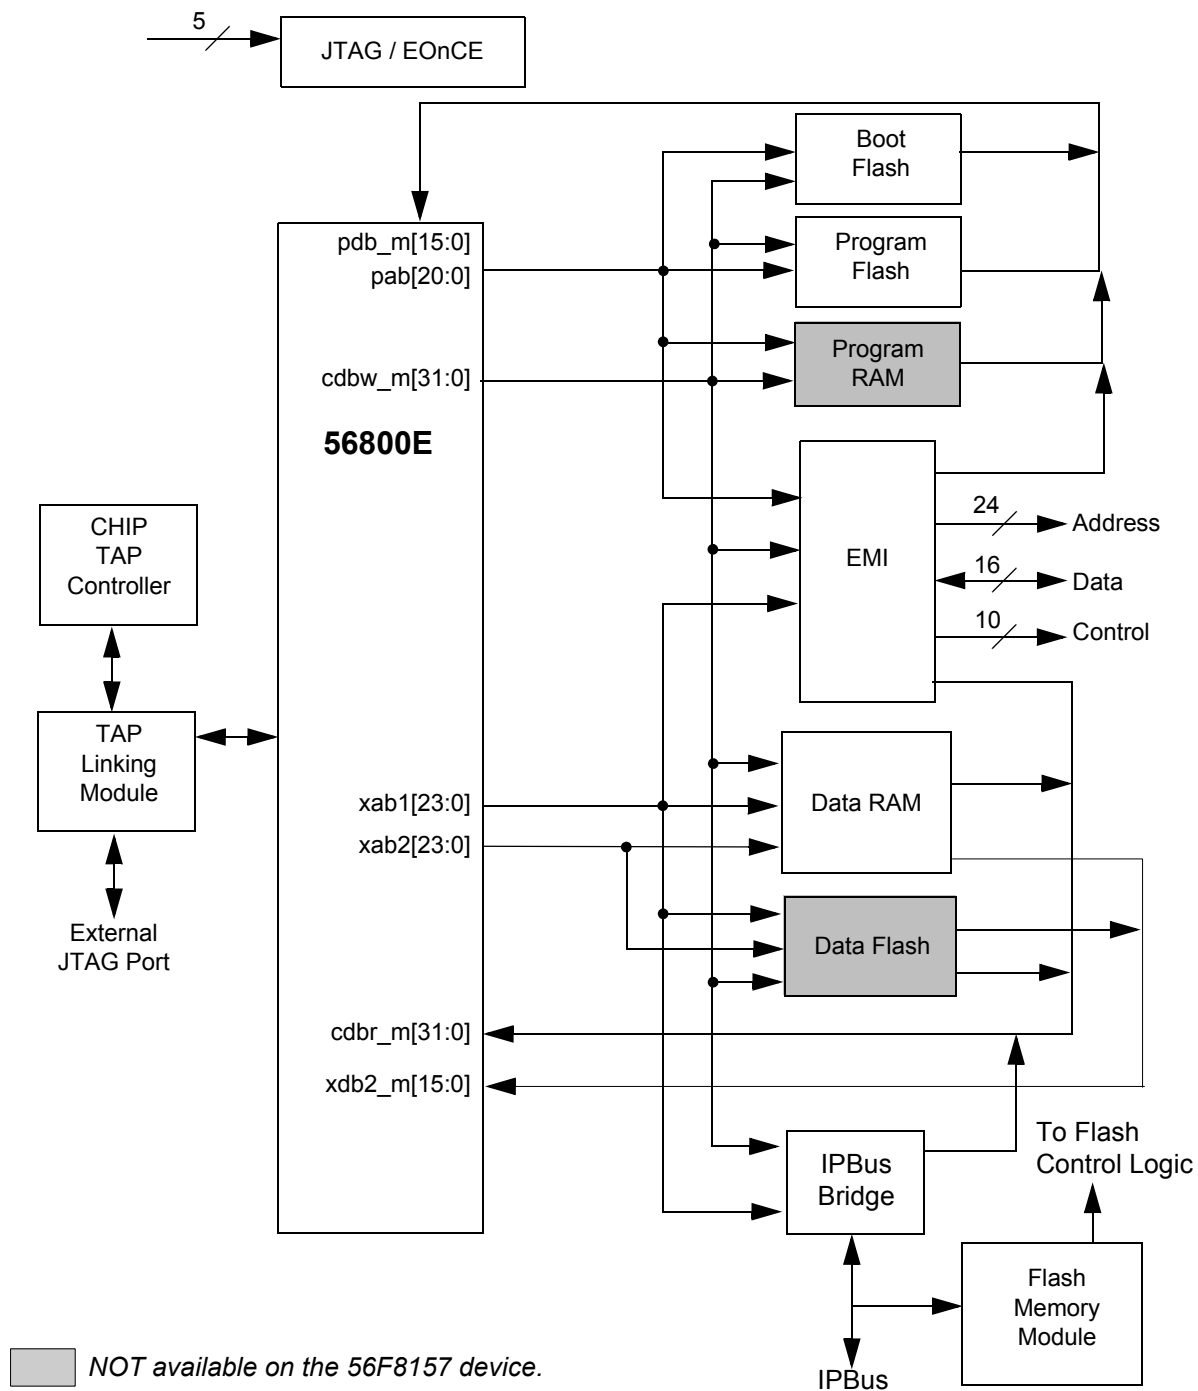 5
JTAG / EOnCE
Boot
Flash
pdb_m[15:0]
pab[20:0]
Program
Flash
cdbw_m[31:0]
Program
RAM
56800E
CHIP
TAP
Controller
EMI
24
Address
16
Data
10
Control
TAP
Linking
Module
xab1[23:0]
xab2[23:0]
Data RAM
External
JTAG Port
Data Flash
cdbr_m[31:0]
xdb2_m[15:0]
To Flash
Control Logic
IPBus
Bridge
Flash
Memory
Module
NOT available on the 56F8157 device.
IPBus